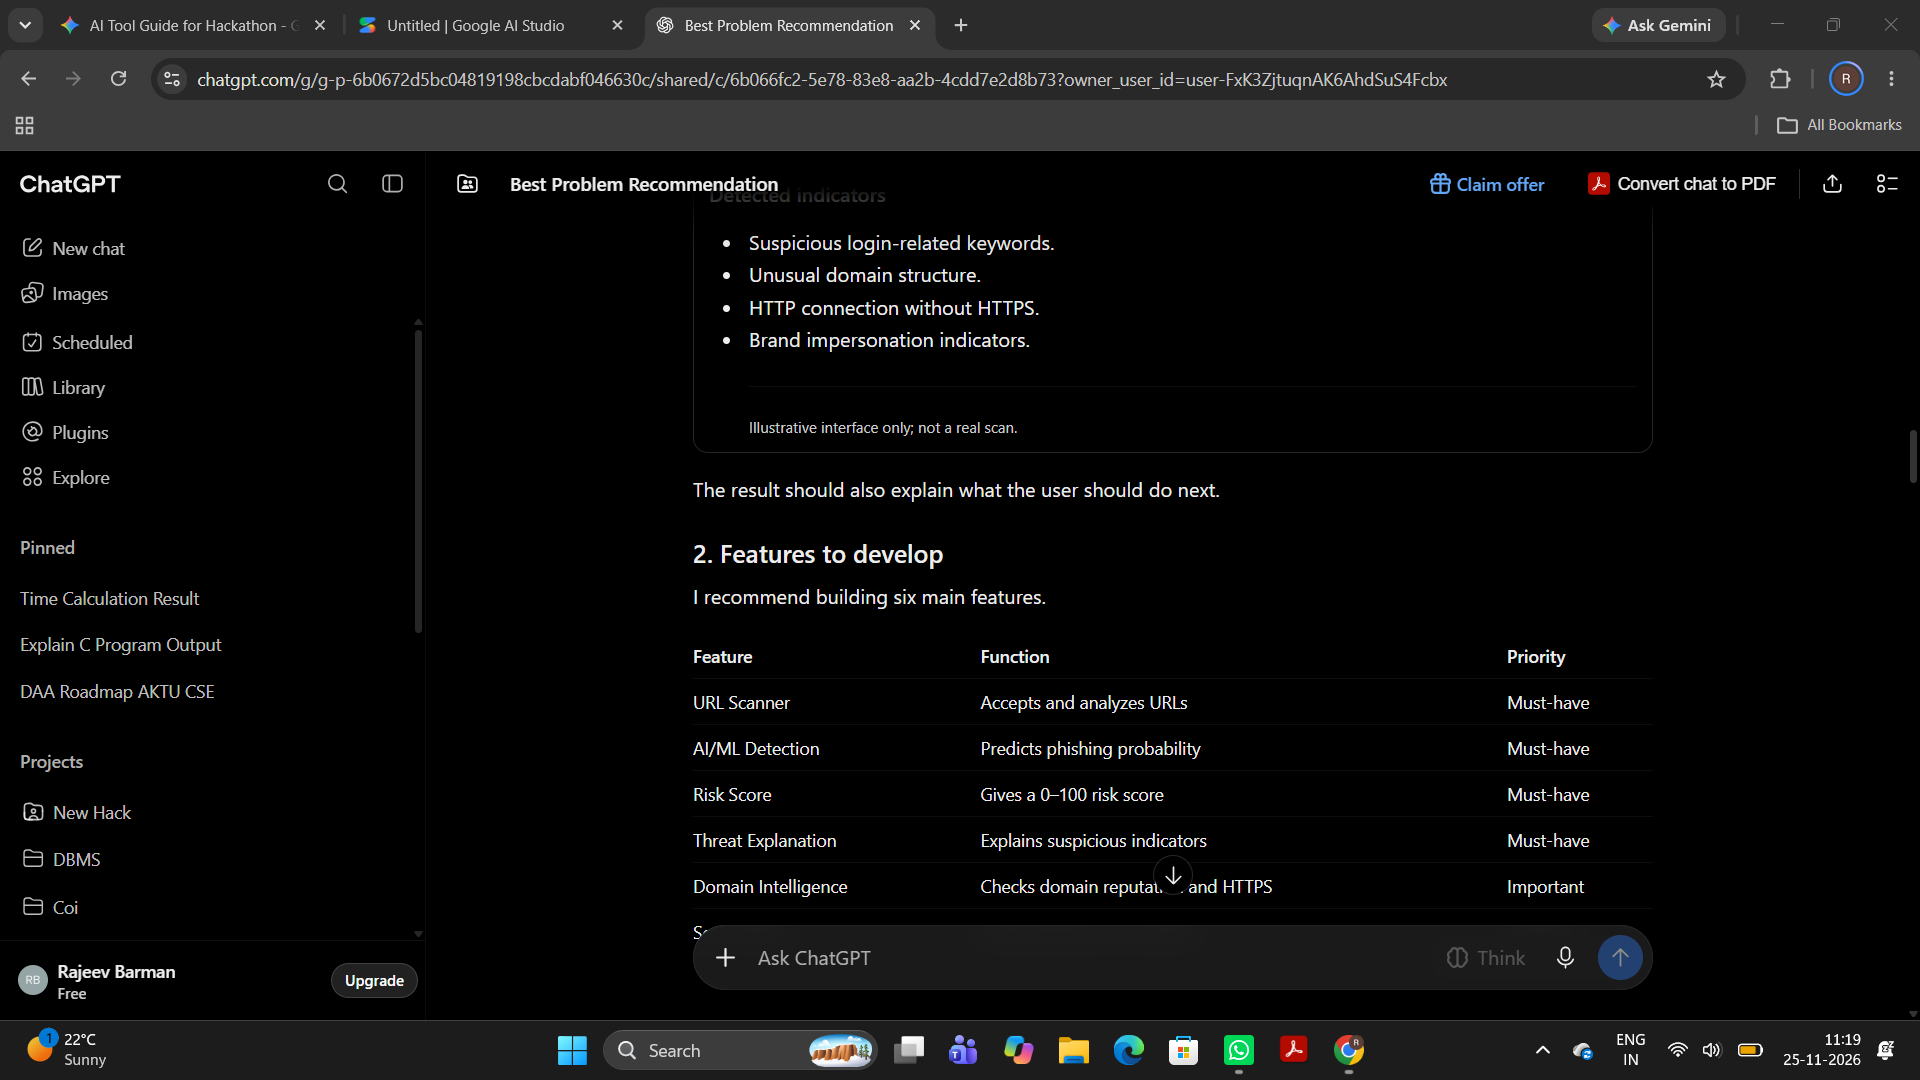 AI Tool Guide for Hackathon - G
Untitled | Google AI Studio
Best Problem Recommendation
Ask Gemini
chatgpt.com/g/g-p-6b0672d5bc04819198cbcdabf046630c/shared/c/6b066fc2-5e78-83e8-aa2b-4cdd7e2d8b73?owner_user_id=user-FxK3ZjtuqnAK6AhdSuS4Fcbx
R
All Bookmarks
ChatGPT
New chat
Images
Scheduled
Library
Plugins
Explore
Pinned
Time Calculation Result
Explain C Program Output
DAA Roadmap AKTU CSE
Projects
New Hack
DBMS
Coi
RB
Rajeev Barman
Free
Upgrade
Best Problem Recommendation
Claim offer
Convert chat to PDF
Detected indicators
Suspicious login-related keywords.
Unusual domain structure.
HTTP connection without HTTPS.
Brand impersonation indicators.
Illustrative interface only; not a real scan.
The result should also explain what the user should do next.
2. Features to develop
I recommend building six main features.
Feature Function Priority
URL Scanner Accepts and analyzes URLs Must-have
AI/ML Detection Predicts phishing probability Must-have
Risk Score Gives a 0–100 risk score Must-have
Threat Explanation Explains suspicious indicators Must-have
Domain Intelligence Checks domain and HTTPS Important
Ask ChatGPT
Think
1
22°C
Sunny
Search
ENG
IN
11:19
25-11-2026